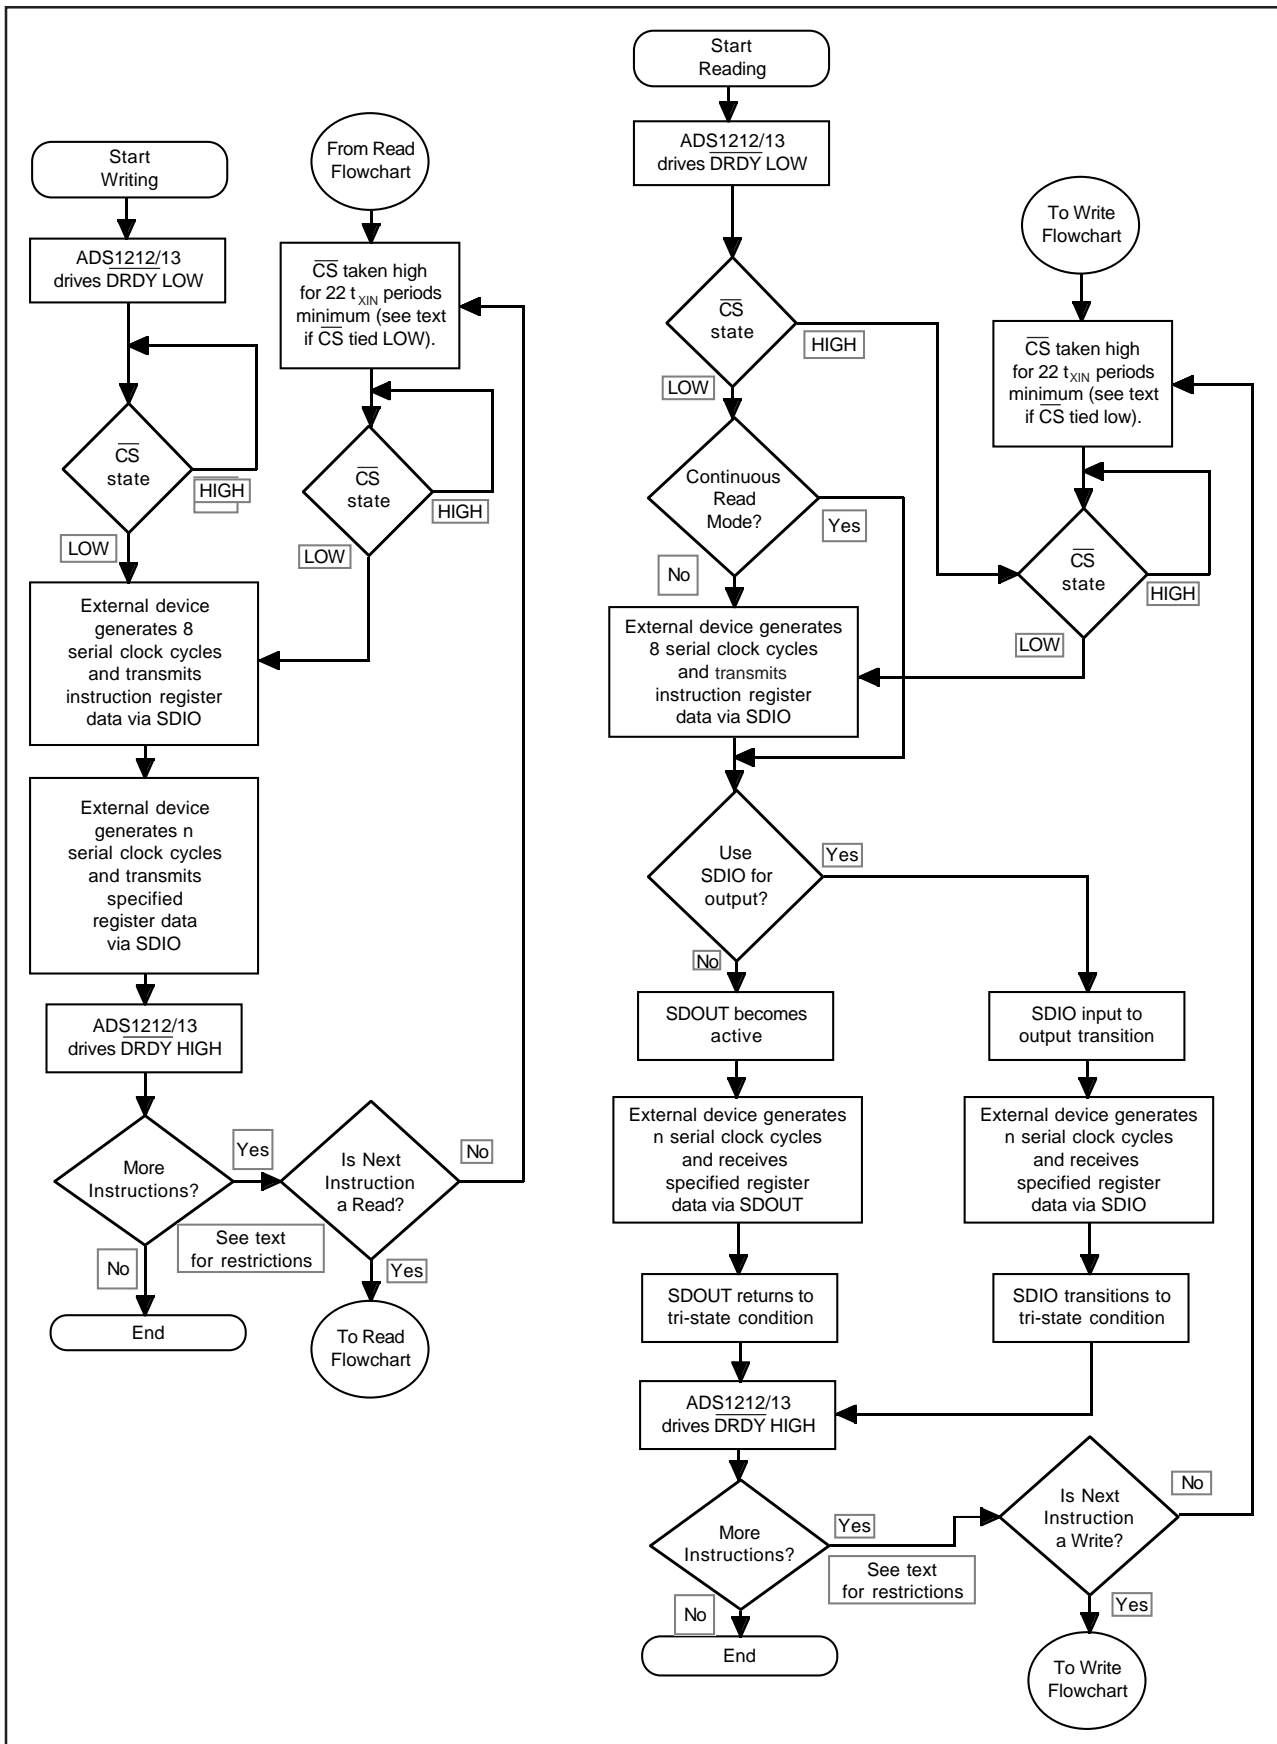 Start
Writing
ADS1212/13
drives DRDY LOW
CS
state
HIGH
LOW
External device
generates 8
serial clock cycles
and transmits
instruction register
data via SDIO
External device
generates n
serial clock cycles
and transmits
specified
register data
via SDIO
ADS1212/13
drives DRDY HIGH
More
Instructions?
Yes
See text
for restrictions
No
End
From Read
Flowchart
CS taken high
for 22 tXIN periods
minimum (see text
if CS tied LOW).
CS
state
HIGH
LOW
Is Next
Instruction
a Read?
No
Yes
To Read
Flowchart
Start
Reading
ADS1212/13
drives DRDY LOW
CS
state
HIGH
LOW
Continuous
Read
Mode?
Yes
No
External device generates
8 serial clock cycles
and transmits
instruction register
data via SDIO
Use
SDIO for
output?
Yes
No
SDOUT becomes
active
External device generates
n serial clock cycles
and receives
specified register
data via SDOUT
SDOUT returns to
tri-state condition
ADS1212/13
drives DRDY HIGH
More
Instructions?
Yes
See text
for restrictions
No
End
To Write
Flowchart
CS taken high
for 22 tXIN periods
minimum (see text
if CS tied low).
CS
state
HIGH
LOW
SDIO input to
output transition
External device generates
n serial clock cycles
and receives
specified register
data via SDIO
SDIO transitions to
tri-state condition
Is Next
Instruction
a Write?
No
Yes
To Write
Flowchart